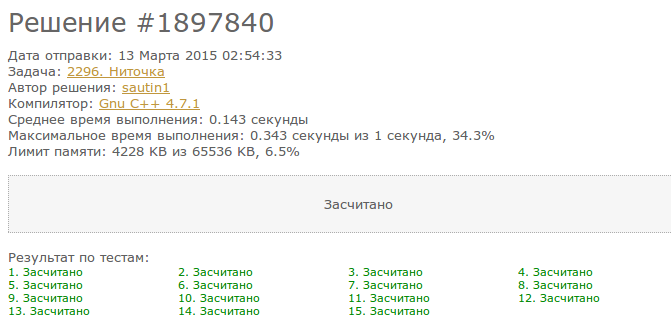 Решение #1897840
Дата отправки: 13 Марта 2015 02:54:33
Задача: 2296. Ниточка
Автор решения: sautin1
Компилятор: Gnu C++ 4.7.1
Среднее время выполнения: 0.143 секунды
Максимальное время выполнения: 0.343 секунды из 1 секунда, 34.3%
Лимит памяти: 4228 KB из 65536 KB, 6.5%
Засчитано
Результат по тестам:
1. Засчитано 2. Засчитано 3. Засчитано 4. Засчитано
5. Засчитано 6. Засчитано 7. Засчитано 8. Засчитано
9. Засчитано 10. Засчитано 11. Засчитано 12. Засчитано
13. Засчитано 14. Засчитано 15. Засчитано